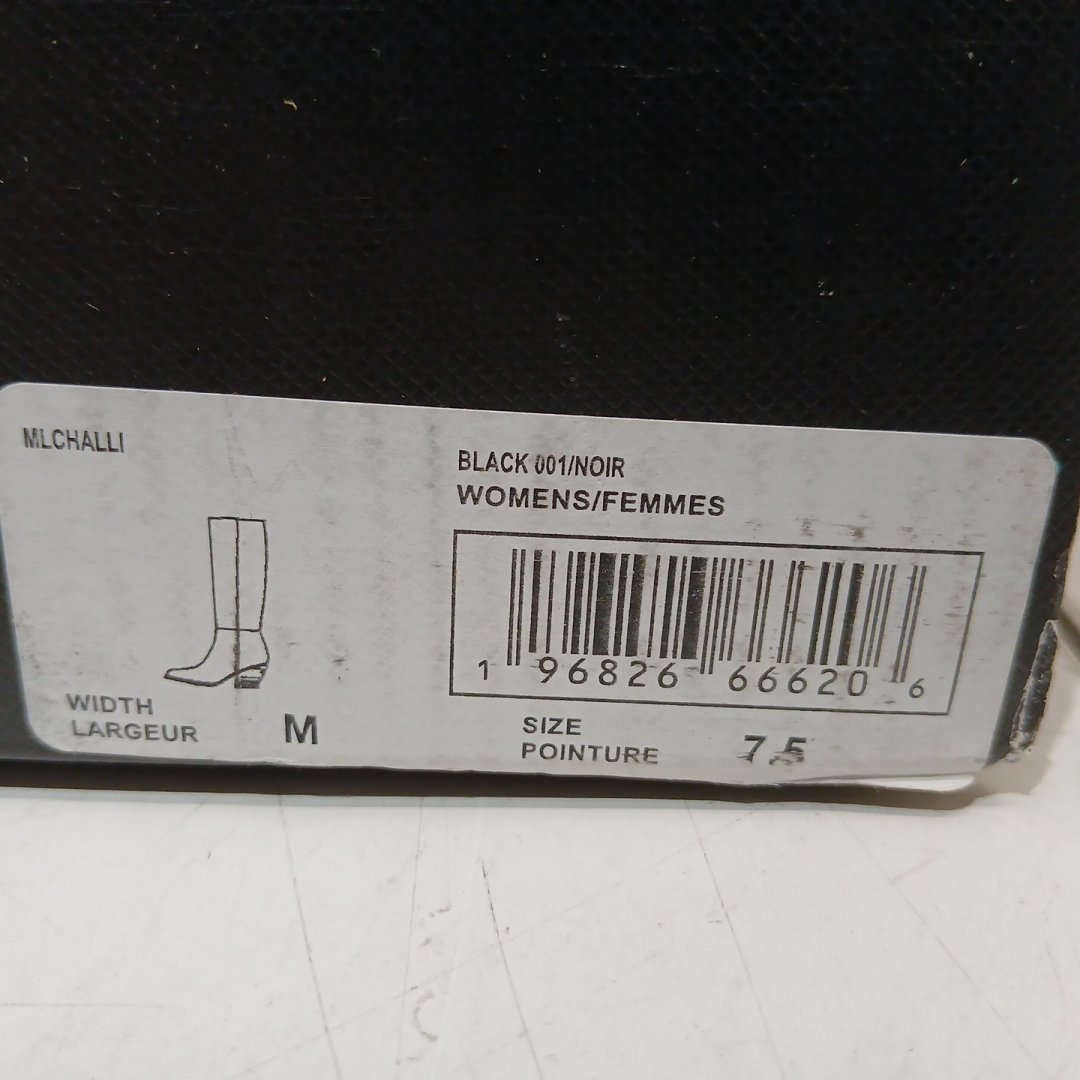 MLCHALLI
BLACK 001/NOIR
WOMENS/FEMMES
1 96826 66620 6
WIDTH
LARGEUR
M
SIZE
POINTURE
7.5